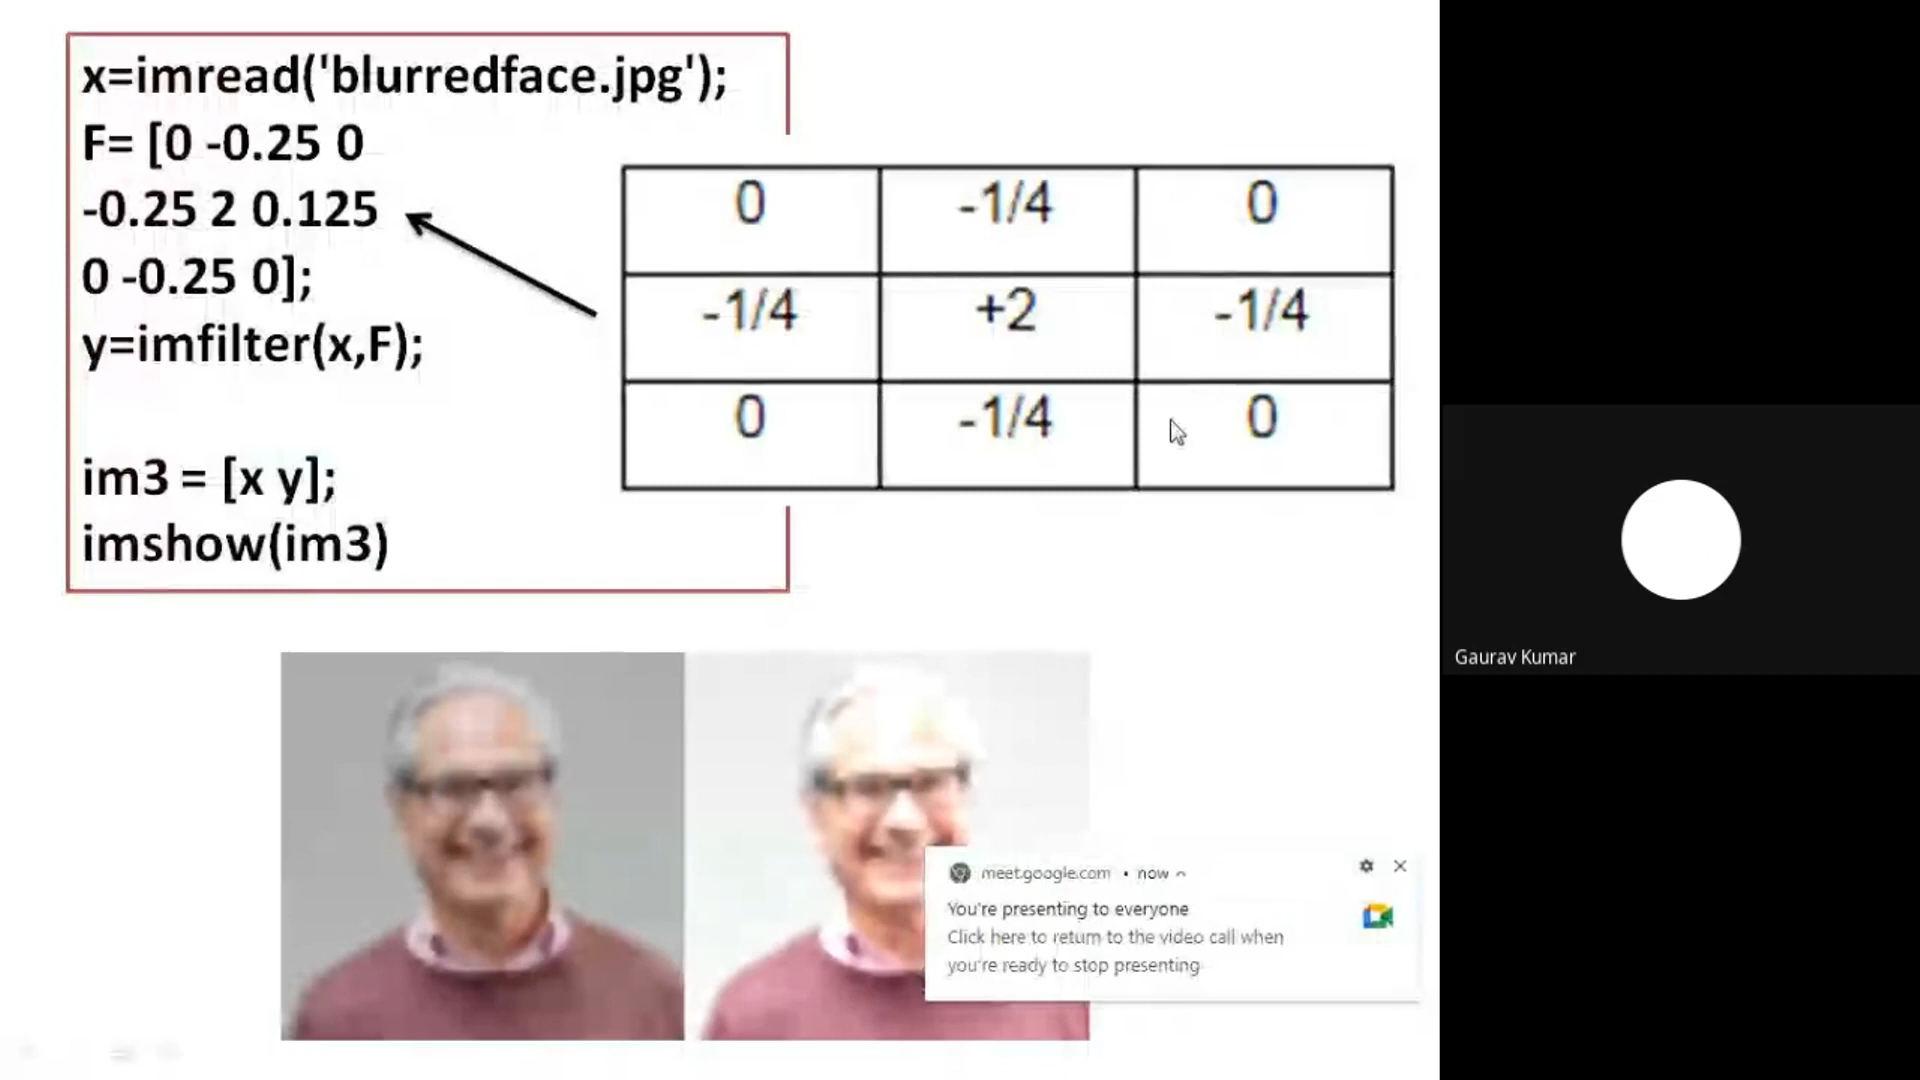 x=imread('blurredface.jpg');
F= [0 -0.25 0
-0.25 2 0.125
0 -0.25 0];
y=imfilter(x,F);
im3 = [x y];
imshow(im3)
0 -1/4 0
-1/4 +2 -1/4
0 -1/4 0
Gaurav Kumar
meet.google.com • now
You're presenting to everyone
Click here to return to the video call when
you're ready to stop presenting